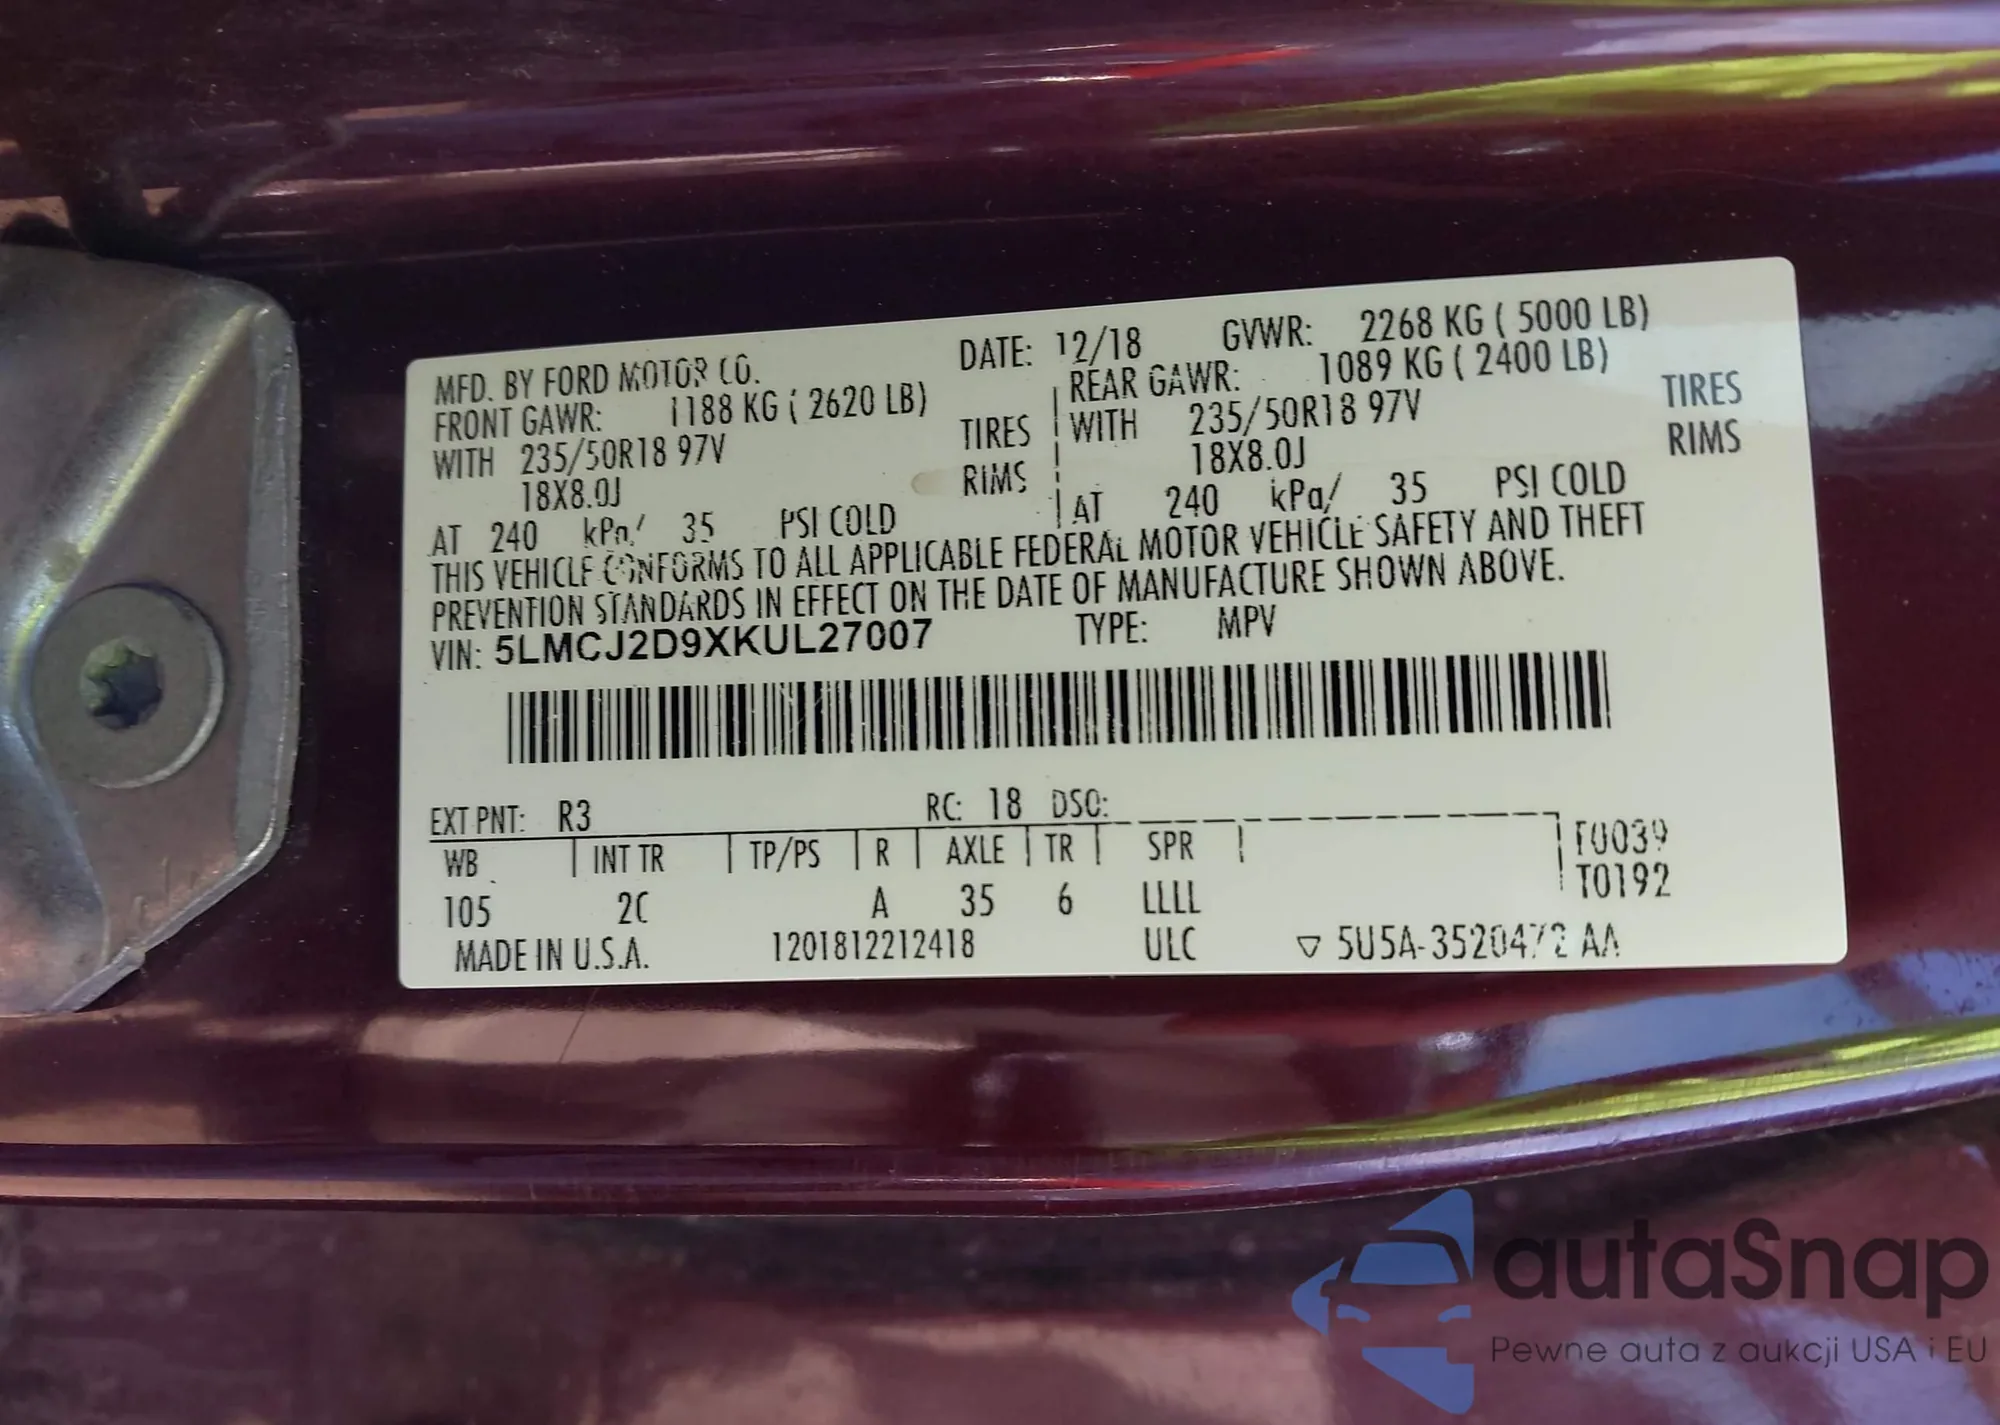 MFD. BY FORD MOTOR CO. DATE: 12/18 GVWR: 2268 KG ( 5000 LB)
FRONT GAWR: 1188 KG ( 2620 LB) REAR GAWR: 1089 KG ( 2400 LB)
WITH 235/50R18 97V TIRES WITH 235/50R18 97V TIRES
18X8.0J RIMS 18X8.0J RIMS
AT 240 kPa/ 35 PSI COLD AT 240 kPa/ 35 PSI COLD
THIS VEHICLE CONFORMS TO ALL APPLICABLE FEDERAL MOTOR VEHICLE SAFETY AND THEFT
PREVENTION STANDARDS IN EFFECT ON THE DATE OF MANUFACTURE SHOWN ABOVE.
VIN: 5LMCJ2D9XKUL27007 TYPE: MPV
EXT PNT: R3 RC: 18 DSO:
WB INT TR TP/PS R AXLE TR SPR T0039
105 2C A 35 6 LLLL T0192
MADE IN U.S.A. 1201812212418 ULC ▽ 5U5A-3520472 AA
autaSnap
Pewne auta z aukcji USA i EU